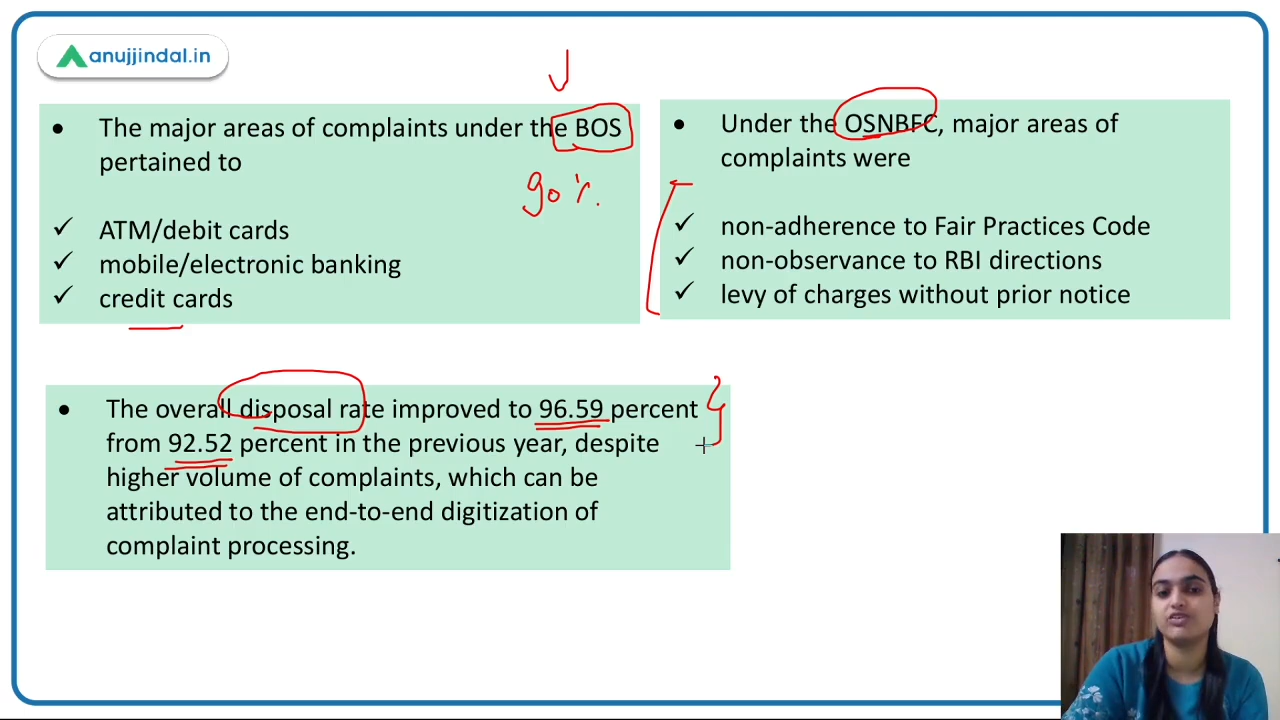 anujjindal.in
• The major areas of complaints under the BOS
pertained to
90%
✓ ATM/debit cards
✓ mobile/electronic banking
✓ credit cards
• Under the OSNBFC, major areas of
complaints were
✓ non-adherence to Fair Practices Code
✓ non-observance to RBI directions
✓ levy of charges without prior notice
• The overall disposal rate improved to 96.59 percent
from 92.52 percent in the previous year, despite
higher volume of complaints, which can be
attributed to the end-to-end digitization of
complaint processing.